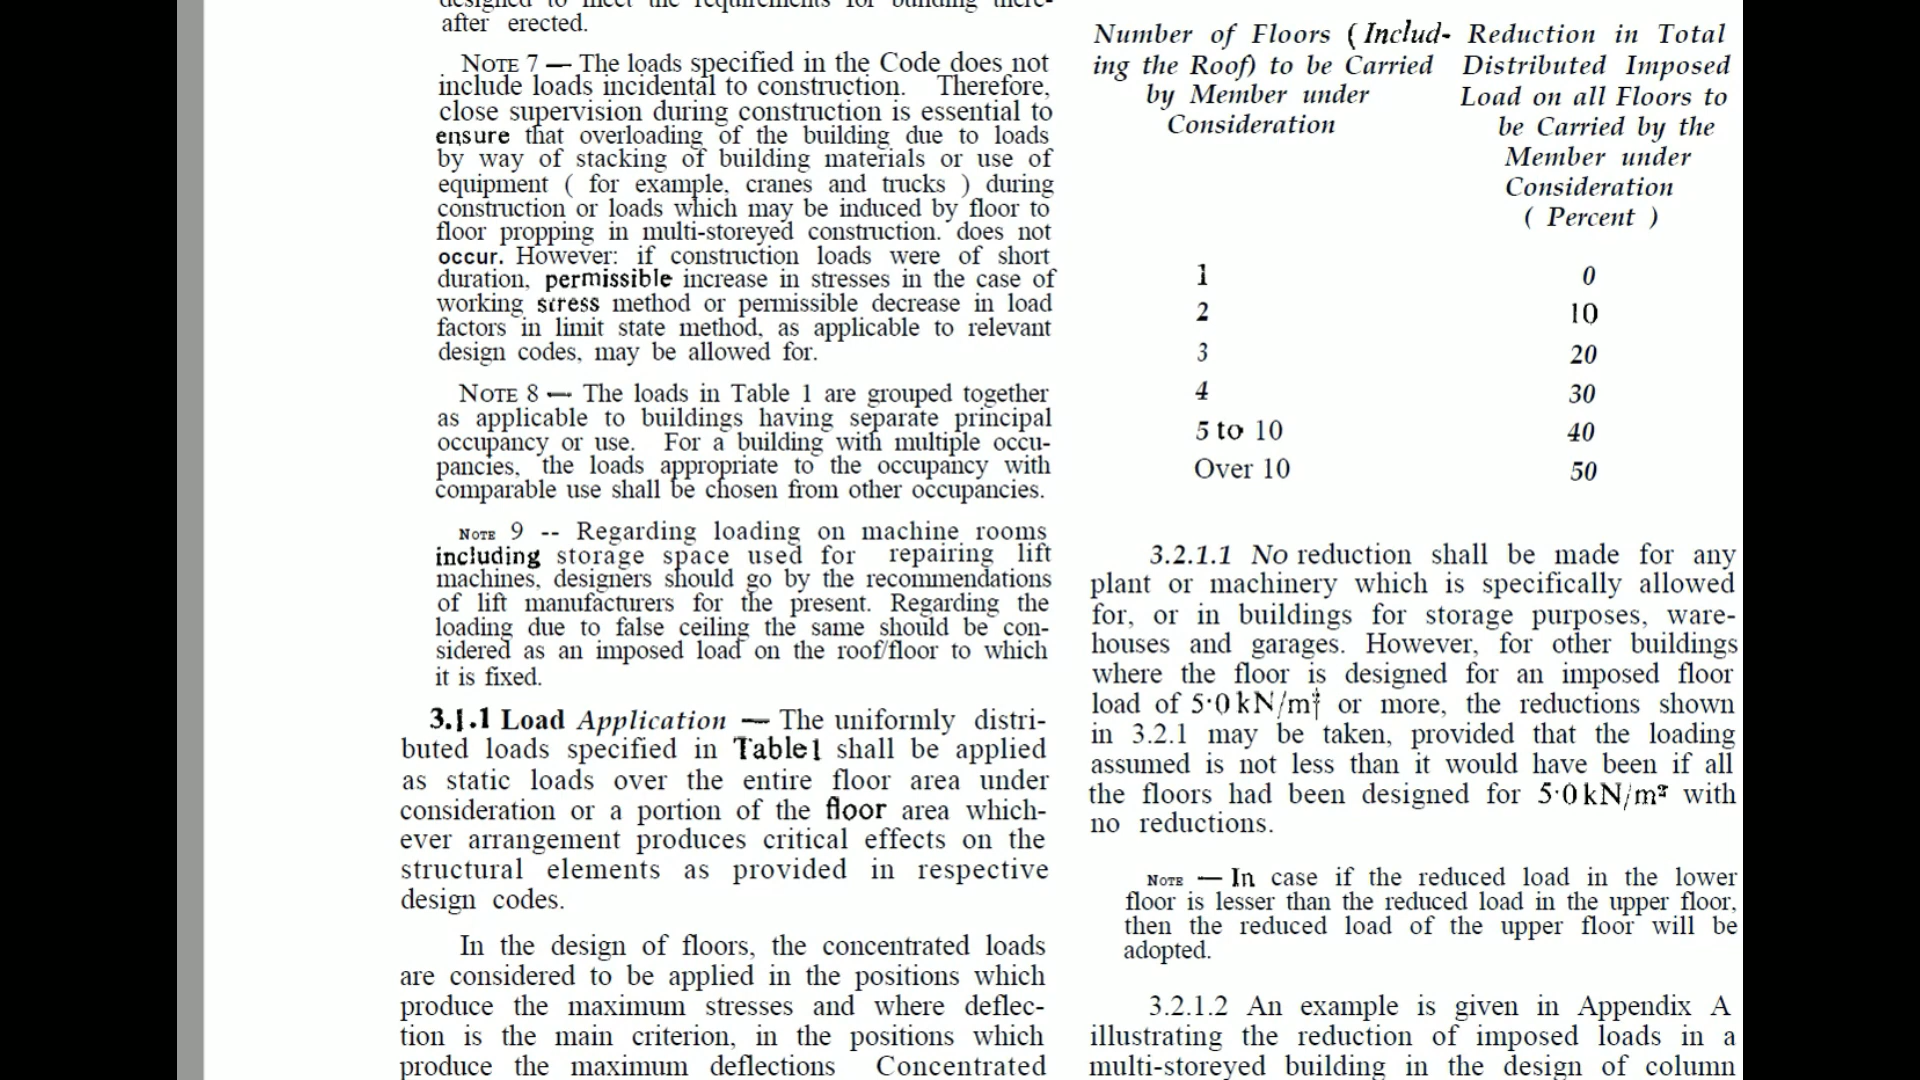 designed to meet the requirements for building there-
after erected.
NOTE 7 — The loads specified in the Code does not
include loads incidental to construction. Therefore,
close supervision during construction is essential to
ensure that overloading of the building due to loads
by way of stacking of building materials or use of
equipment ( for example, cranes and trucks ) during
construction or loads which may be induced by floor to
floor propping in multi-storeyed construction. does not
occur. However: if construction loads were of short
duration, permissible increase in stresses in the case of
working stress method or permissible decrease in load
factors in limit state method, as applicable to relevant
design codes, may be allowed for.
NOTE 8 — The loads in Table 1 are grouped together
as applicable to buildings having separate principal
occupancy or use. For a building with multiple occu-
pancies, the loads appropriate to the occupancy with
comparable use shall be chosen from other occupancies.
NOTE 9 -- Regarding loading on machine rooms
including storage space used for repairing lift
machines, designers should go by the recommendations
of lift manufacturers for the present. Regarding the
loading due to false ceiling the same should be con-
sidered as an imposed load on the roof/floor to which
it is fixed.
3.1.1 Load Application — The uniformly distri-
buted loads specified in Table1 shall be applied
as static loads over the entire floor area under
consideration or a portion of the floor area which-
ever arrangement produces critical effects on the
structural elements as provided in respective
design codes.
In the design of floors, the concentrated loads
are considered to be applied in the positions which
produce the maximum stresses and where deflec-
tion is the main criterion, in the positions which
produce the maximum deflections Concentrated
Number of Floors ( Includ- Reduction in Total
ing the Roof) to be Carried Distributed Imposed
by Member under Load on all Floors to
Consideration be Carried by the
Member under
Consideration
( Percent )
1 0
2 10
3 20
4 30
5 to 10 40
Over 10 50
3.2.1.1 No reduction shall be made for any
plant or machinery which is specifically allowed
for, or in buildings for storage purposes, ware-
houses and garages. However, for other buildings
where the floor is designed for an imposed floor
load of 5·0 kN/m² or more, the reductions shown
in 3.2.1 may be taken, provided that the loading
assumed is not less than it would have been if all
the floors had been designed for 5·0 kN/m² with
no reductions.
NOTE — In case if the reduced load in the lower
floor is lesser than the reduced load in the upper floor,
then the reduced load of the upper floor will be
adopted.
3.2.1.2 An example is given in Appendix A
illustrating the reduction of imposed loads in a
multi-storeyed building in the design of column